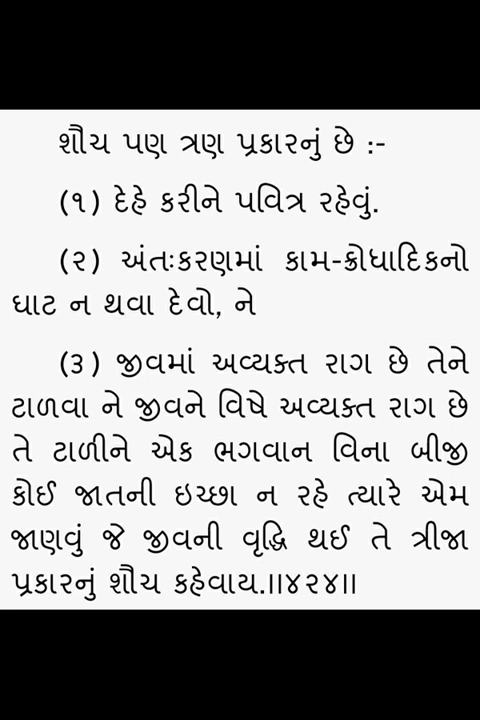 શૌચ પણ ત્રણ પ્રકારનું છે :-
(૧) દેહે કરીને પવિત્ર રહેવું.
(૨) અંતઃકરણમાં કામ-ક્રોધાદિકનો
ઘાટ ન થવા દેવો, ને
(૩) જીવમાં અવ્યક્ત રાગ છે તેને
ટાળવા ને જીવને વિષે અવ્યક્ત રાગ છે
તે ટાળીને એક ભગવાન વિના બીજી
કોઈ જાતની ઇચ્છા ન રહે ત્યારે એમ
જાણવું જે જીવની વૃદ્ધિ થઈ તે ત્રીજા
પ્રકારનું શૌચ કહેવાય.॥૪૨૪॥